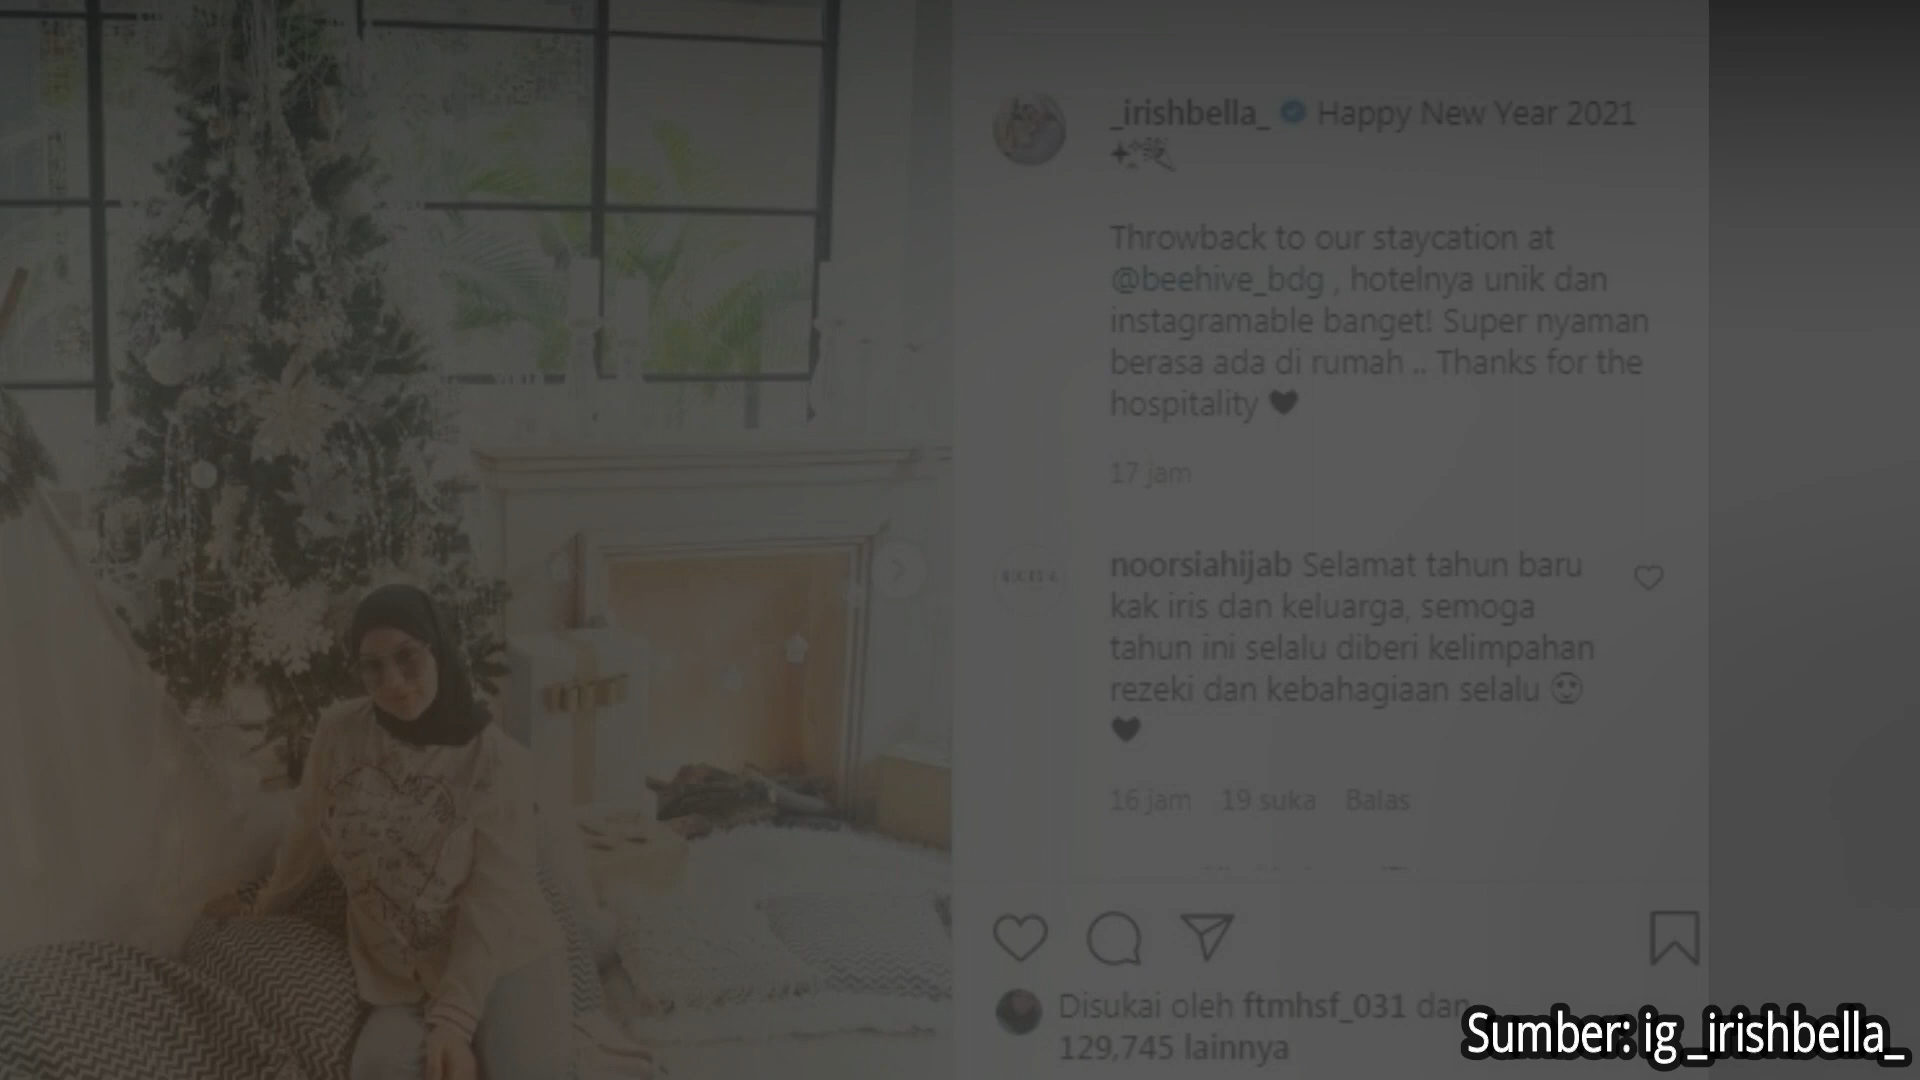 _irishbella_ Happy New Year 2021
Throwback to our staycation at
@beehive_bdg , hotelnya unik dan
instagramable banget! Super nyaman
berasa ada di rumah .. Thanks for the
hospitality 🖤
17 jam
noorsiahijab Selamat tahun baru
kak iris dan keluarga, semoga
tahun ini selalu diberi kelimpahan
rezeki dan kebahagiaan selalu
🖤
16 jam 19 suka Balas
Disukai oleh ftmhsf_031 dan
129,745 lainnya
Sumber: ig _irishbella_